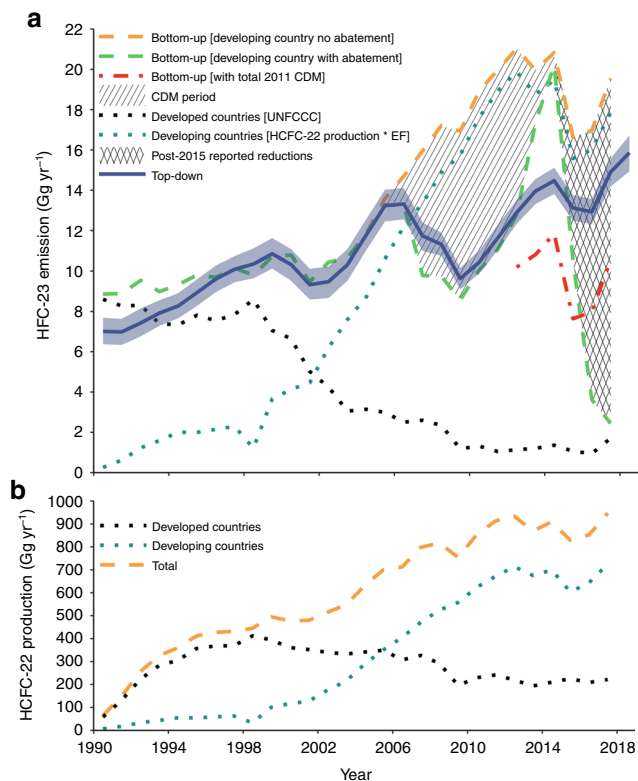 a
22
20
18
16
14
12
10
8
6
4
2
0
HFC-23 emission (Gg yr⁻¹)
Bottom-up [developing country no abatement]
Bottom-up [developing country with abatement]
Bottom-up [with total 2011 CDM]
CDM period
Developed countries [UNFCCC]
Developing countries [HCFC-22 production * EF]
Post-2015 reported reductions
Top-down
b
1000
900
800
700
600
500
400
300
200
100
0
HCFC-22 production (Gg yr⁻¹)
Developed countries
Developing countries
Total
1990 1994 1998 2002 2006 2010 2014 2018
Year